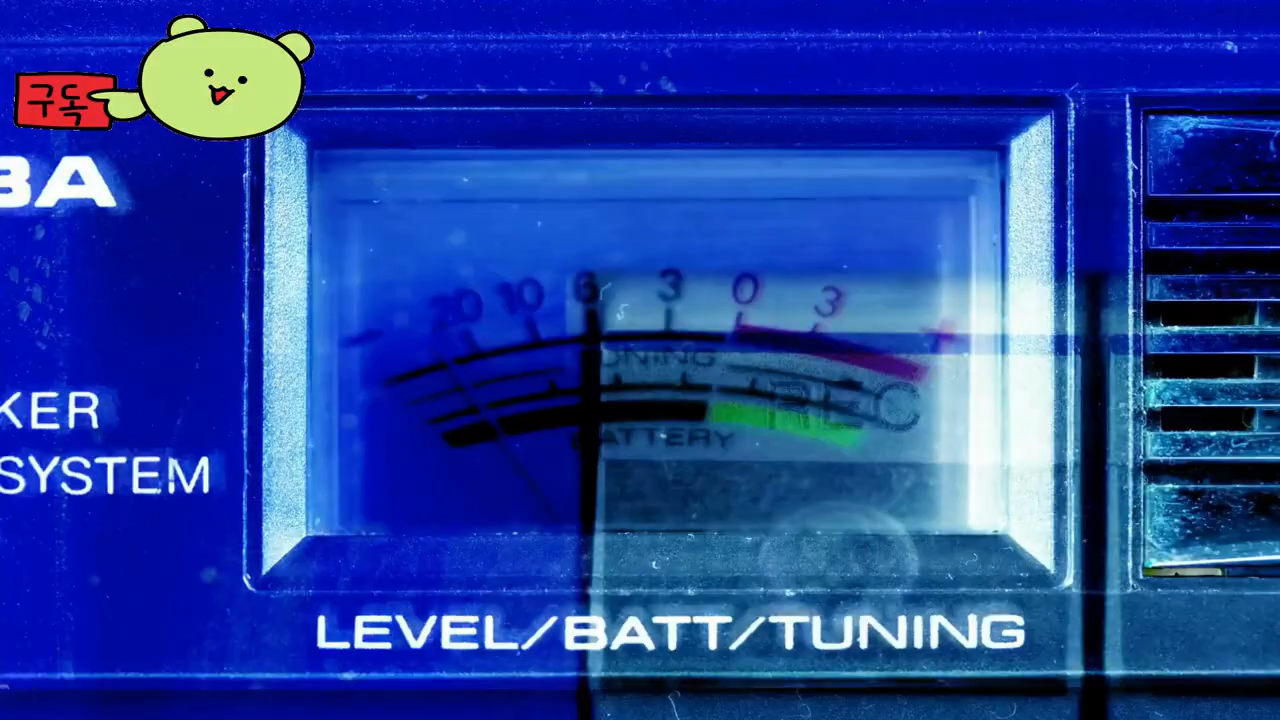 구독
BA
20 10 6 3 0 3
TUNING
REC
BATTERY
KER
SYSTEM
LEVEL/BATT/TUNING